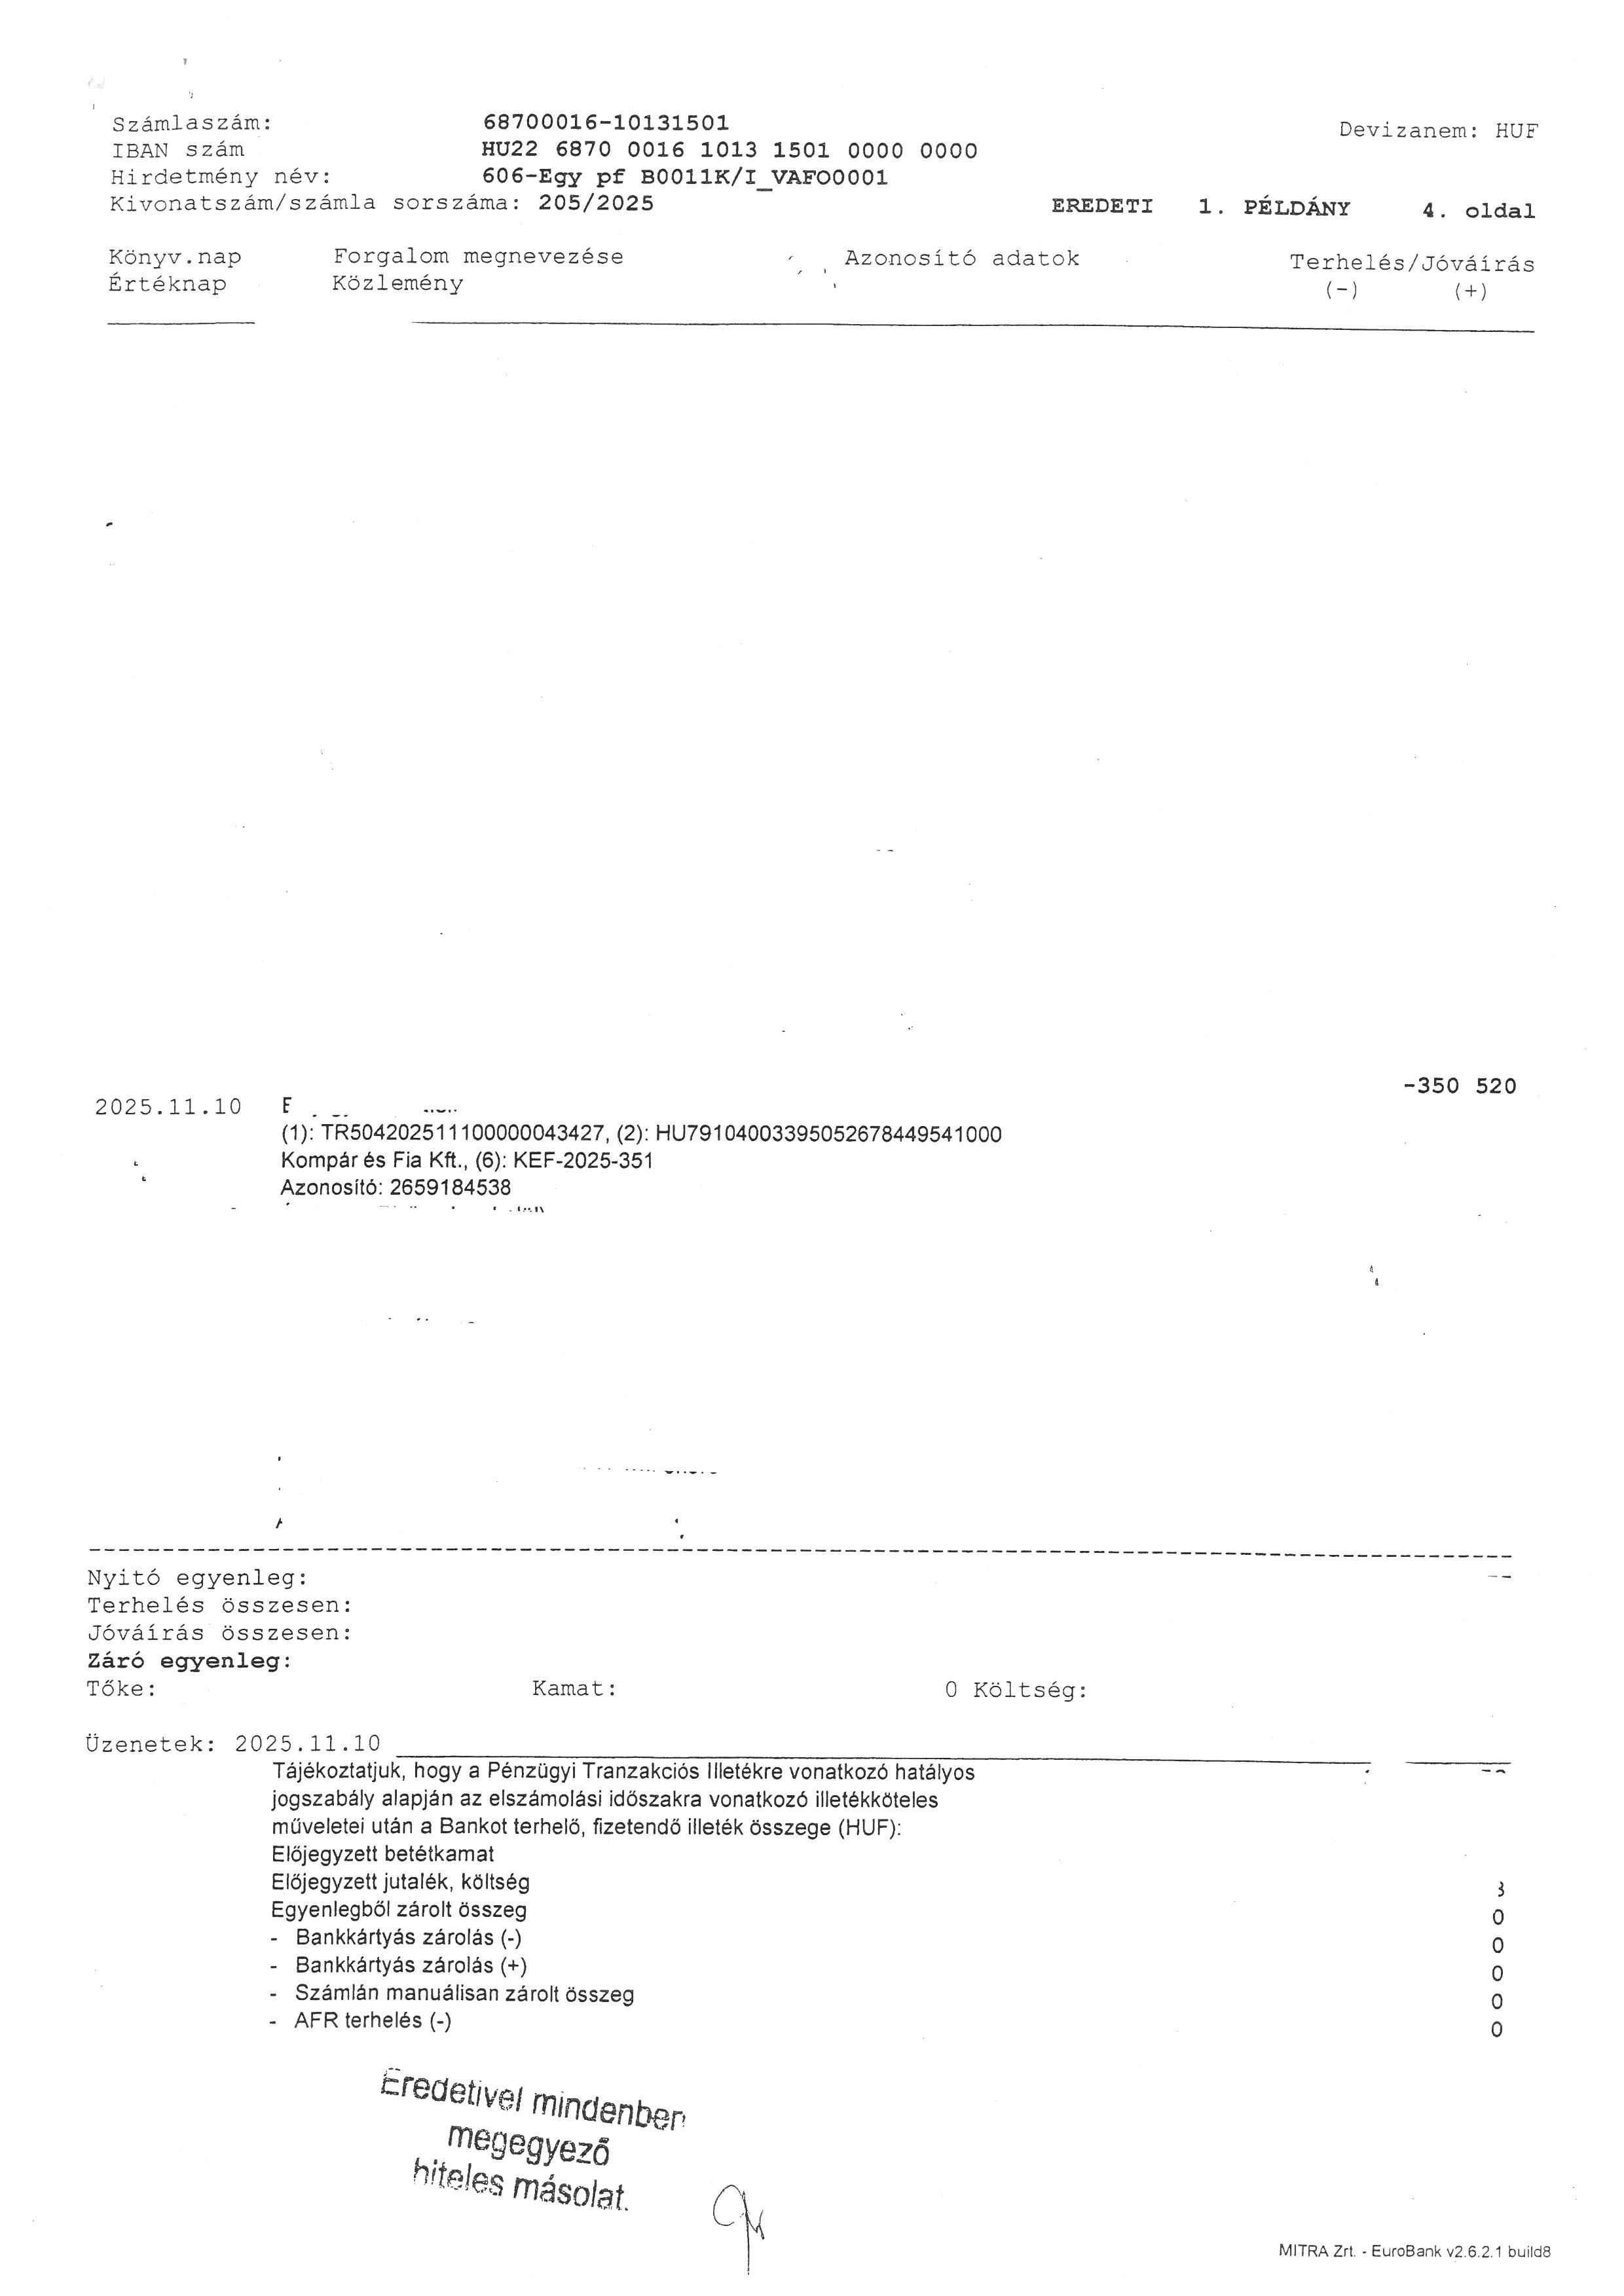 Számlaszám: 68700016-10131501 Devizanem: HUF
IBAN szám HU22 6870 0016 1013 1501 0000 0000
Hirdetmény név: 606-Egy pf B0011K/I_VAFO0001
Kivonatszám/számla sorszáma: 205/2025 EREDETI 1. PÉLDÁNY 4. oldal
Könyv.nap Forgalom megnevezése Azonosító adatok Terhelés/Jóváírás
Értéknap Közlemény (-) (+)
-350 520
2025.11.10
(1): TR504202511100000043427, (2): HU79104003395052678449541000
Kompár és Fia Kft., (6): KEF-2025-351
Azonosító: 2659184538
Nyitó egyenleg:
Terhelés összesen:
Jóváírás összesen:
Záró egyenleg:
Tőke: Kamat: 0 Költség:
Üzenetek: 2025.11.10
Tájékoztatjuk, hogy a Pénzügyi Tranzakciós Illetékre vonatkozó hatályos
jogszabály alapján az elszámolási időszakra vonatkozó illetékköteles
műveletei után a Bankot terhelő, fizetendő illeték összege (HUF):
Előjegyzett betétkamat
Előjegyzett jutalék, költség
Egyenlegből zárolt összeg 0
- Bankkártyás zárolás (-) 0
- Bankkártyás zárolás (+) 0
- Számlán manuálisan zárolt összeg 0
- AFR terhelés (-) 0
Eredetivel mindenben
megegyező
hiteles másolat.
MITRA Zrt. - EuroBank v2.6.2.1 build8